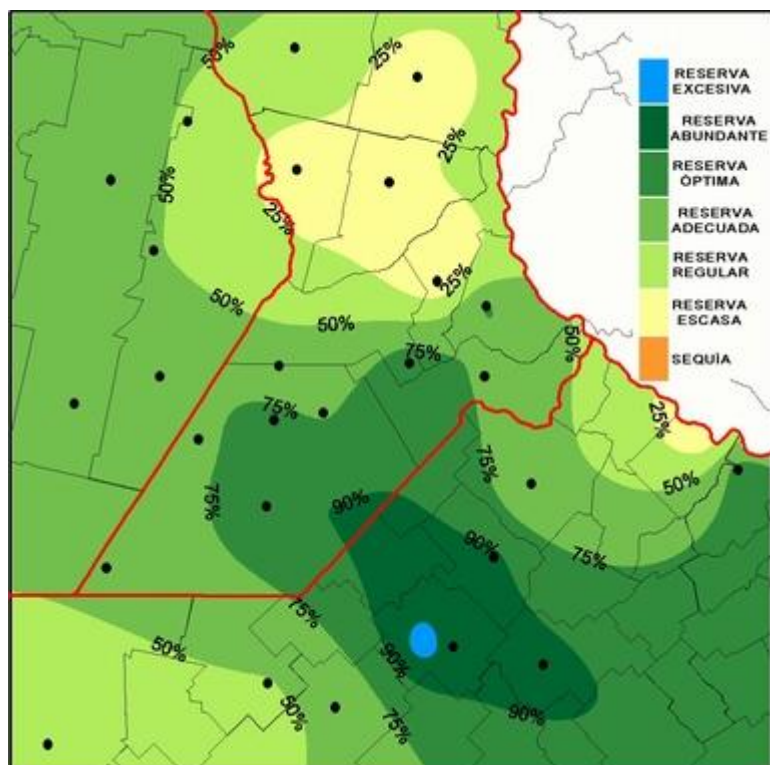 50%
25%
RESERVA
EXCESIVA
RESERVA
ABUNDANTE
25%
RESERVA
ÓPTIMA
50%
25%
RESERVA
ADECUADA
RESERVA
REGULAR
25%
50%
50%
RESERVA
ESCASA
50%
75%
SEQUÌA
75%
25%
75%
50%
75%
90%
90%
75%
75%
50%
90%
50%
90%
75%